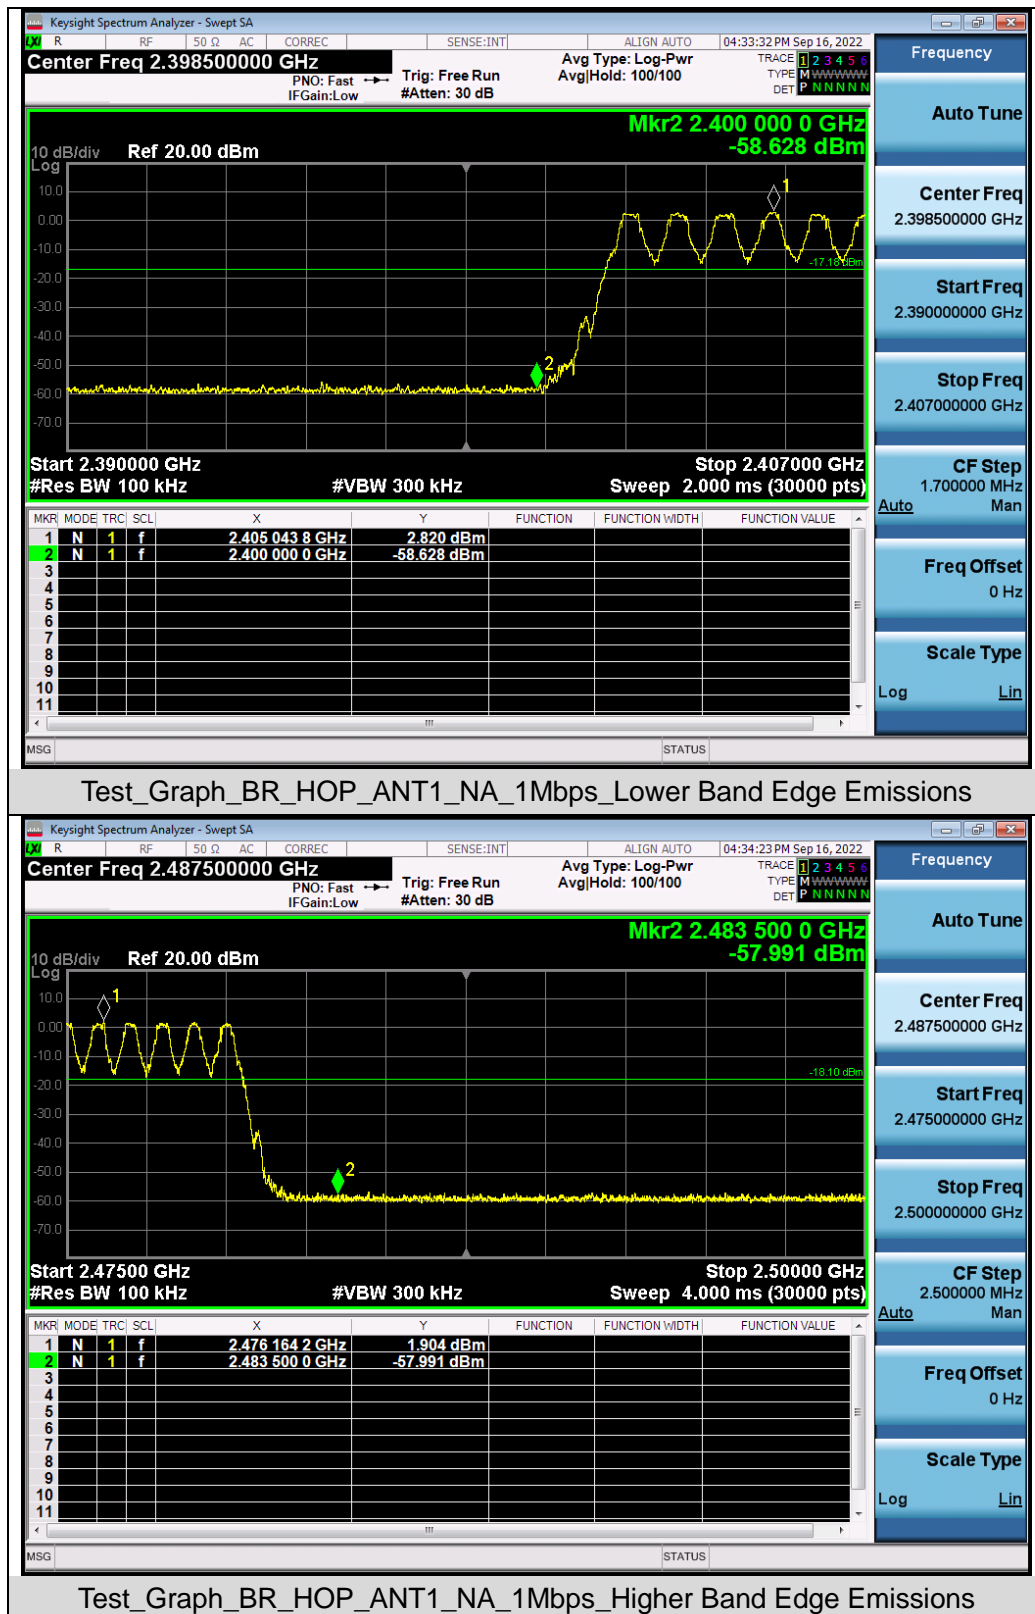 Keysight Spectrum Analyzer - Swept SA
LXI R RF 50 Ω AC CORREC SENSE:INT ALIGN AUTO 04:33:32 PM Sep 16, 2022
Center Freq 2.398500000 GHz
PNO: Fast
IFGain:Low
Trig: Free Run
#Atten: 30 dB
Avg Type: Log-Pwr
Avg|Hold: 100/100
TRACE 1 2 3 4 5 6
TYPE M WWWWW
DET P N N N N N
Mkr2 2.400 000 0 GHz
-58.628 dBm
10 dB/div Ref 20.00 dBm
Log
10.0
0.00
-10.0
-20.0
-30.0
-40.0
-50.0
-60.0
-70.0
1
2
-17.18 dBm
Start 2.390000 GHz Stop 2.407000 GHz
#Res BW 100 kHz #VBW 300 kHz Sweep 2.000 ms (30000 pts)
MKR MODE TRC SCL X Y FUNCTION FUNCTION WIDTH FUNCTION VALUE
1 N 1 f 2.405 043 8 GHz 2.820 dBm
2 N 1 f 2.400 000 0 GHz -58.628 dBm
3
4
5
6
7
8
9
10
11
MSG STATUS
Frequency
Auto Tune
Center Freq
2.398500000 GHz
Start Freq
2.390000000 GHz
Stop Freq
2.407000000 GHz
CF Step
1.700000 MHz
Auto Man
Freq Offset
0 Hz
Scale Type
Log Lin
Test_Graph_BR_HOP_ANT1_NA_1Mbps_Lower Band Edge Emissions
Keysight Spectrum Analyzer - Swept SA
LXI R RF 50 Ω AC CORREC SENSE:INT ALIGN AUTO 04:34:23 PM Sep 16, 2022
Center Freq 2.487500000 GHz
PNO: Fast
IFGain:Low
Trig: Free Run
#Atten: 30 dB
Avg Type: Log-Pwr
Avg|Hold: 100/100
TRACE 1 2 3 4 5 6
TYPE M WWWWW
DET P N N N N N
Mkr2 2.483 500 0 GHz
-57.991 dBm
10 dB/div Ref 20.00 dBm
Log
10.0
0.00
-10.0
-20.0
-30.0
-40.0
-50.0
-60.0
-70.0
1
2
-18.10 dBm
Start 2.47500 GHz Stop 2.50000 GHz
#Res BW 100 kHz #VBW 300 kHz Sweep 4.000 ms (30000 pts)
MKR MODE TRC SCL X Y FUNCTION FUNCTION WIDTH FUNCTION VALUE
1 N 1 f 2.476 164 2 GHz 1.904 dBm
2 N 1 f 2.483 500 0 GHz -57.991 dBm
3
4
5
6
7
8
9
10
11
MSG STATUS
Frequency
Auto Tune
Center Freq
2.487500000 GHz
Start Freq
2.475000000 GHz
Stop Freq
2.500000000 GHz
CF Step
2.500000 MHz
Auto Man
Freq Offset
0 Hz
Scale Type
Log Lin
Test_Graph_BR_HOP_ANT1_NA_1Mbps_Higher Band Edge Emissions